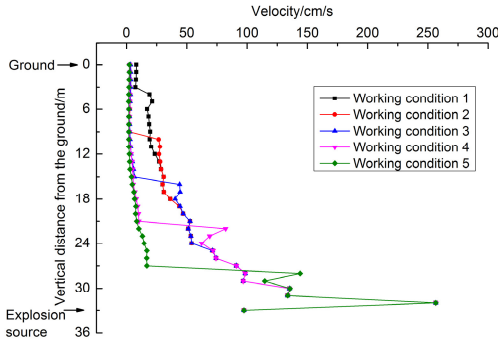 Velocity/cm/s
0 50 100 150 200 250 300
Ground
0
6
12
18
24
30
36
Vertical distance from the ground/m
Explosion
source
Working condition 1
Working condition 2
Working condition 3
Working condition 4
Working condition 5